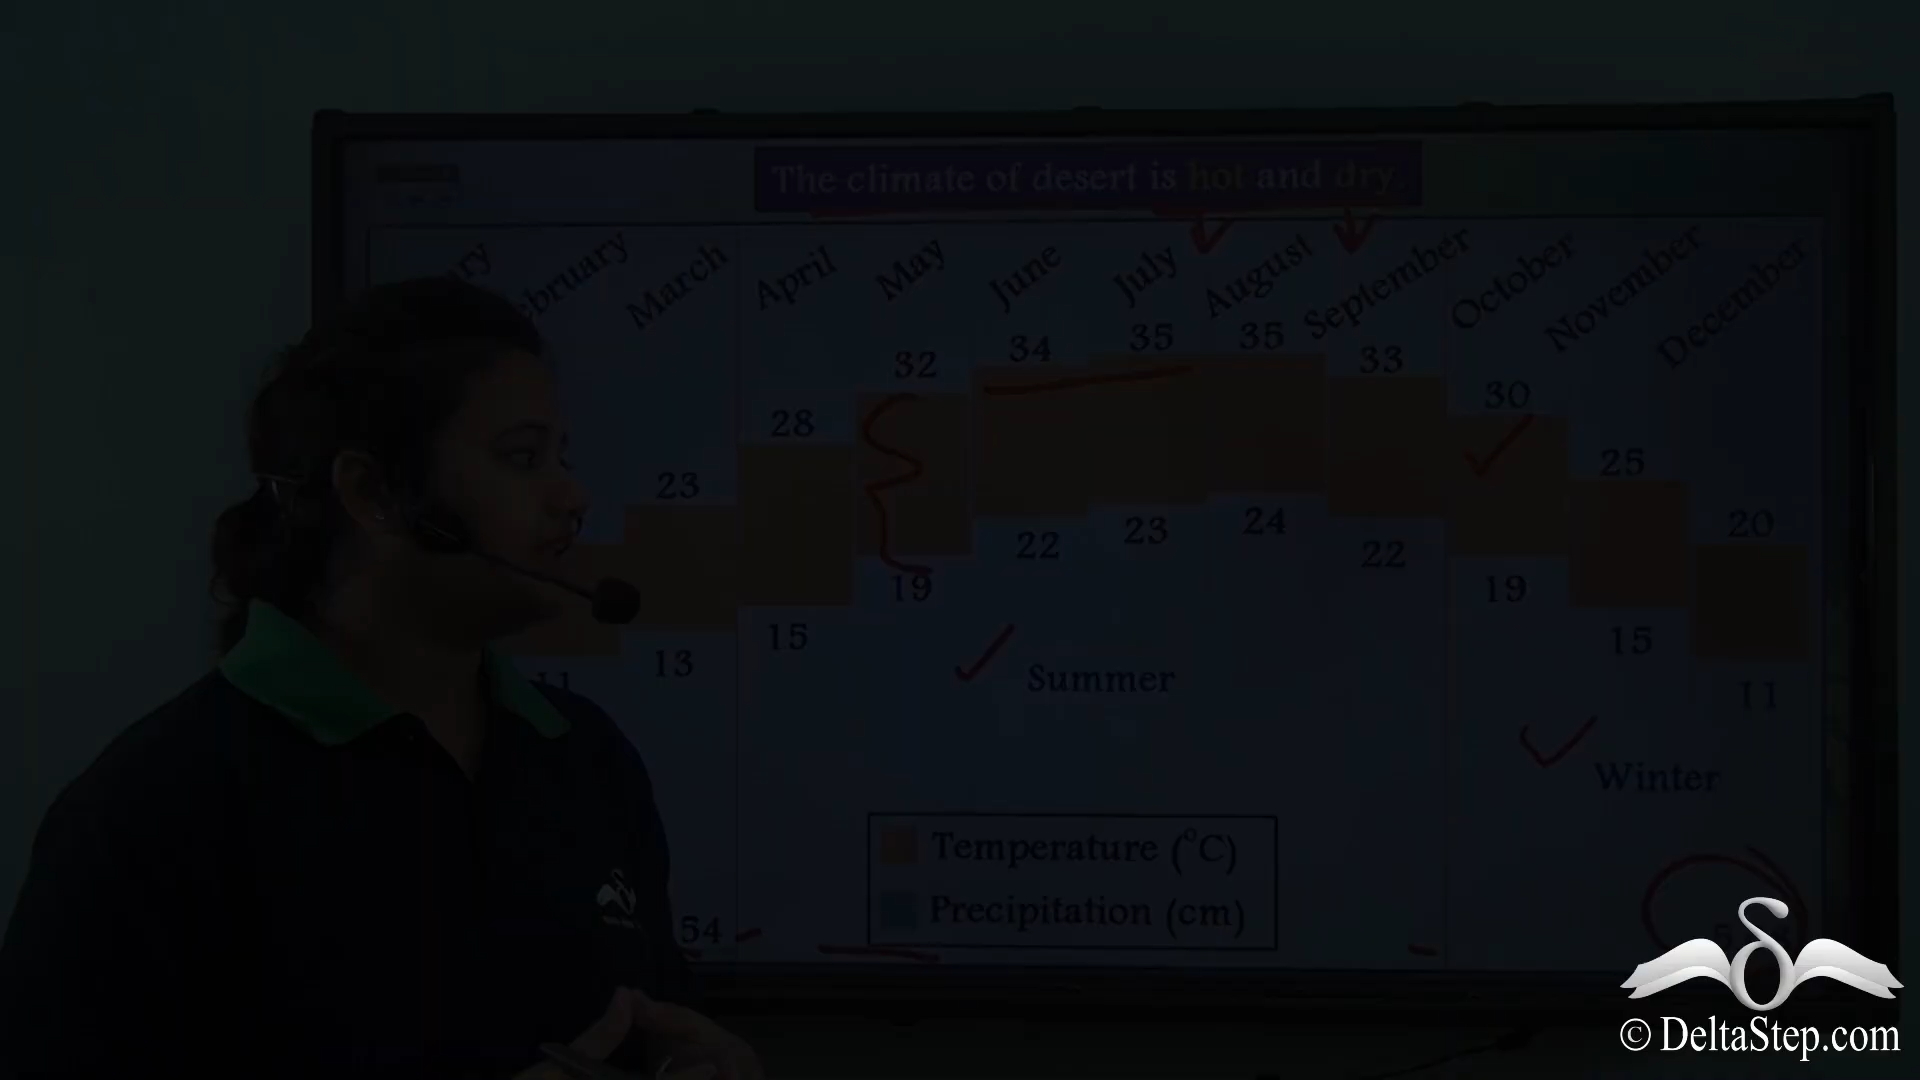 The climate of desert is hot and dry
March April May June July August September October November December
32 34 35 35 33
28 30
23 25
20
22 23 24 22
19 19
15 15
13 11
11
Summer
Winter
Temperature (°C)
Precipitation (cm)
54
© DeltaStep.com